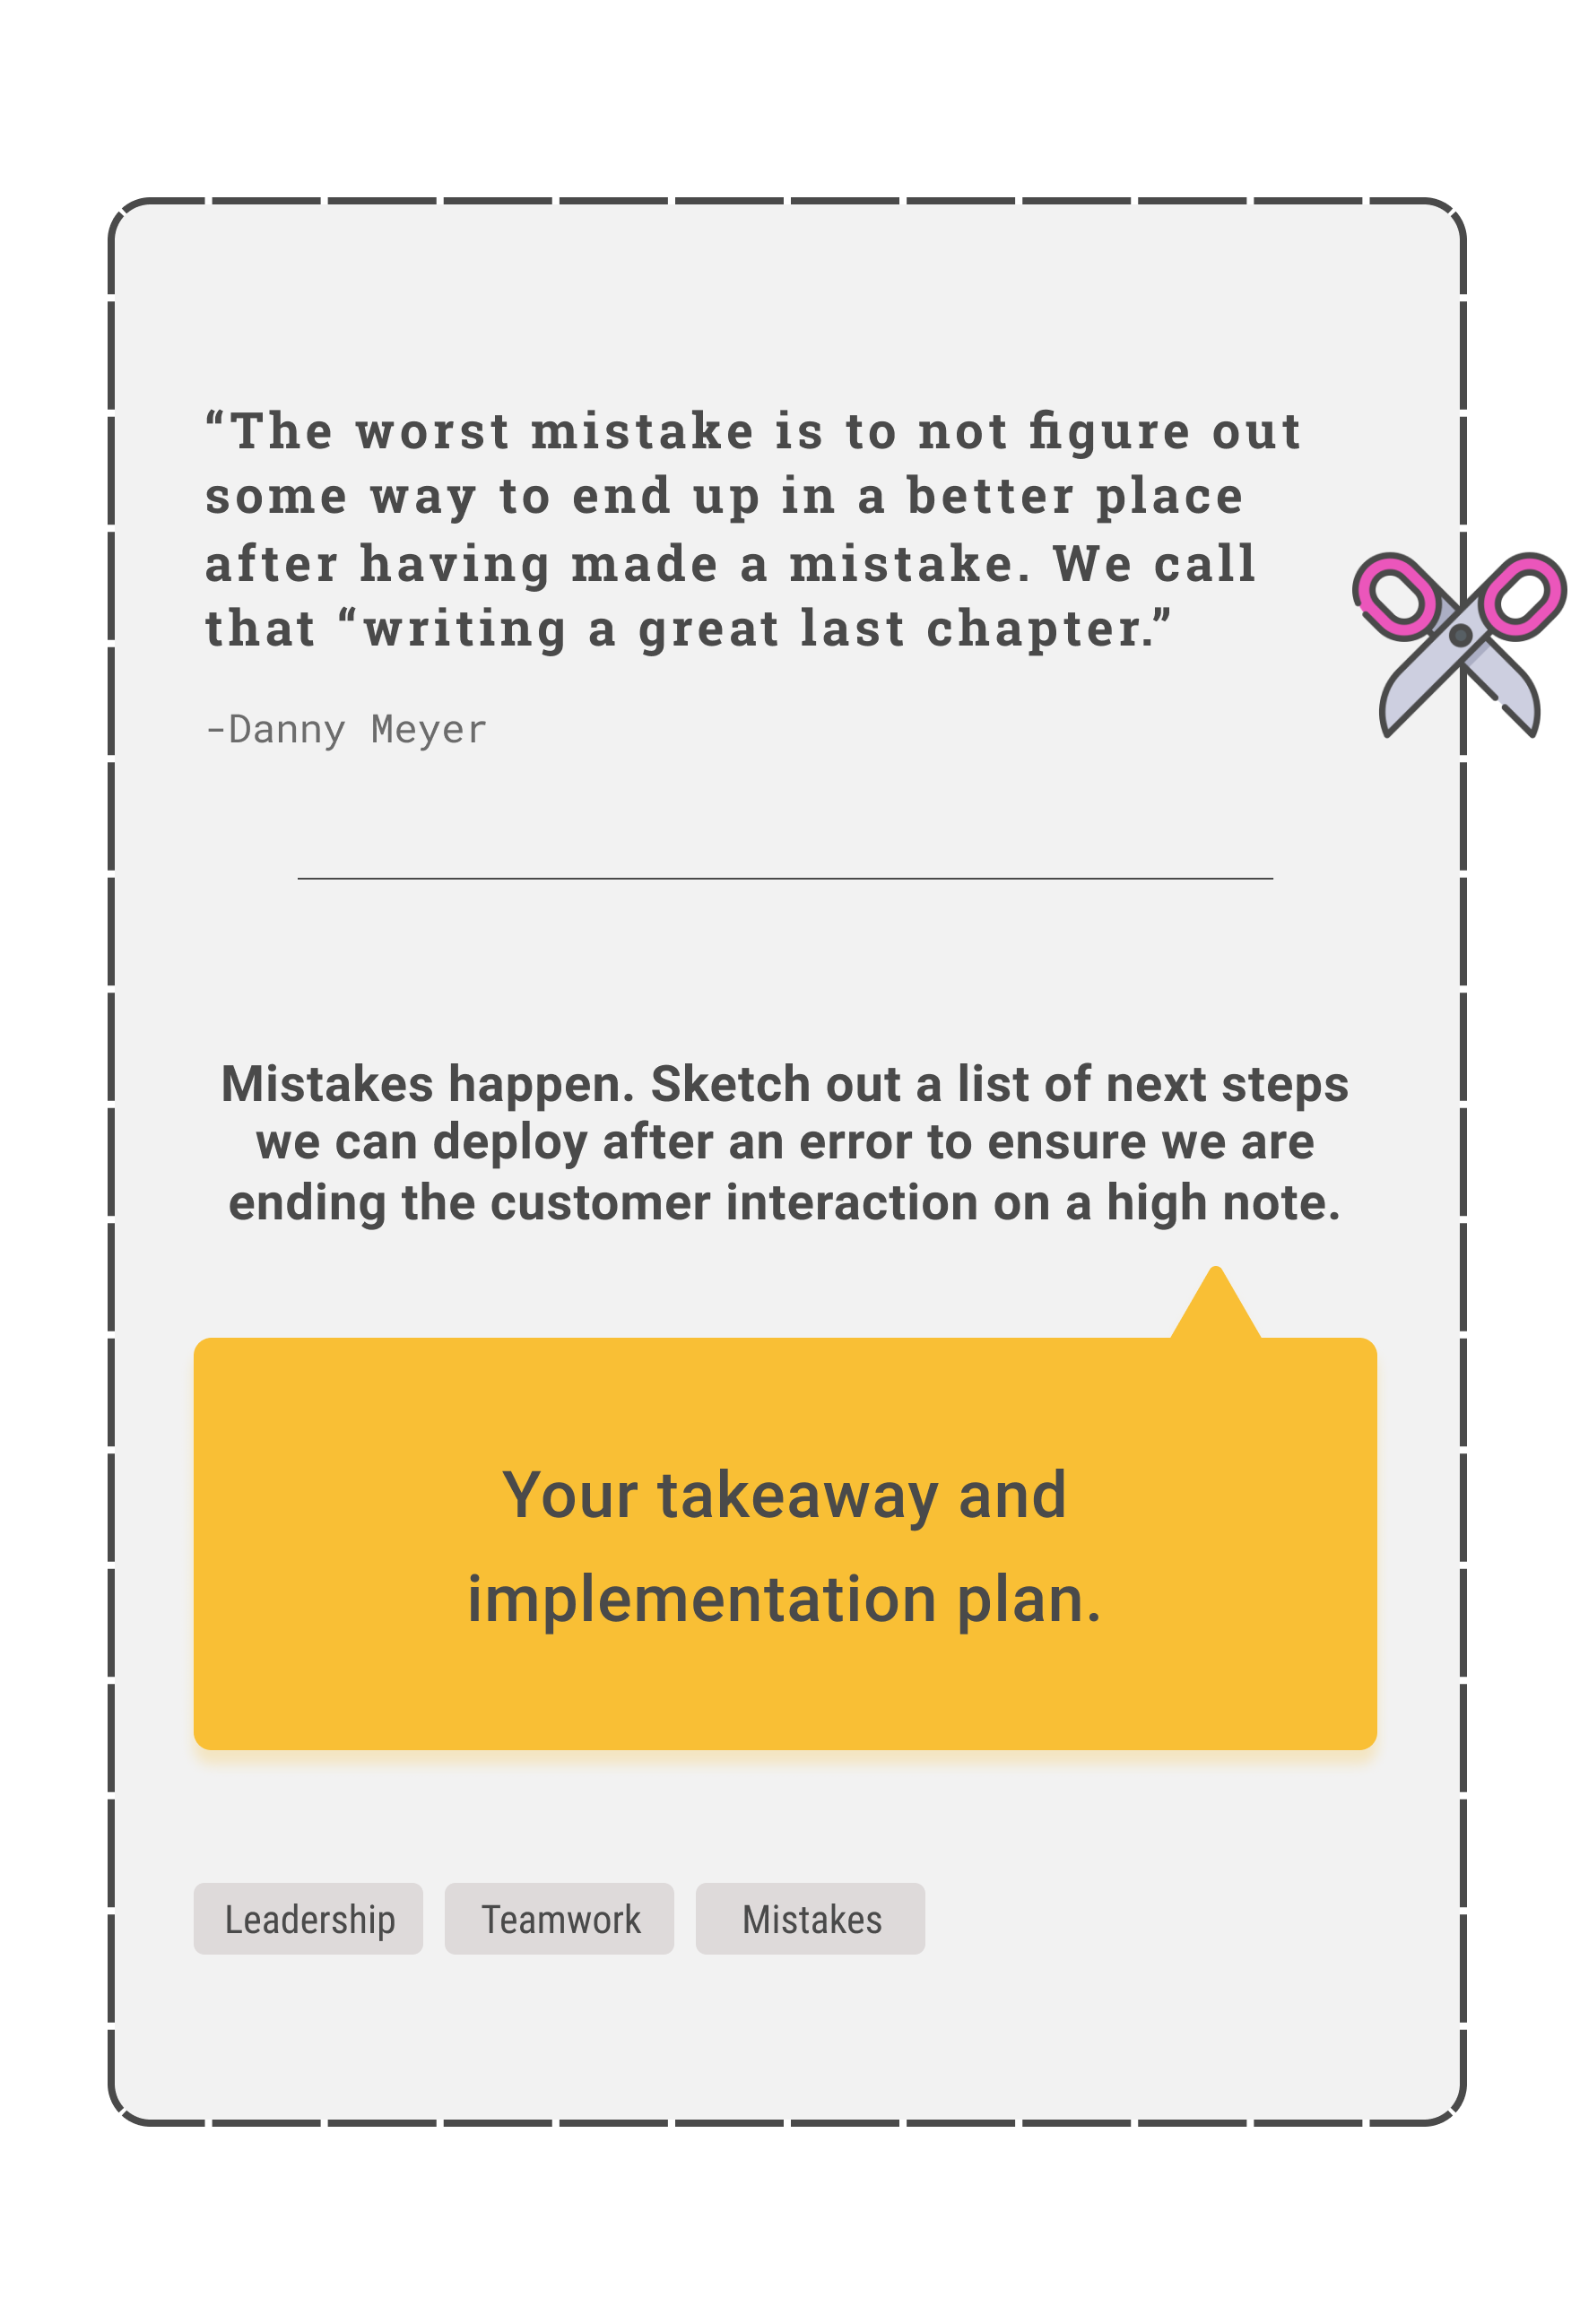 “The worst mistake is to not figure out
some way to end up in a better place
after having made a mistake. We call
that “writing a great last chapter.”
–Danny Meyer
Mistakes happen. Sketch out a list of next steps
we can deploy after an error to ensure we are
ending the customer interaction on a high note.
Your takeaway and
implementation plan.
Leadership
Teamwork
Mistakes